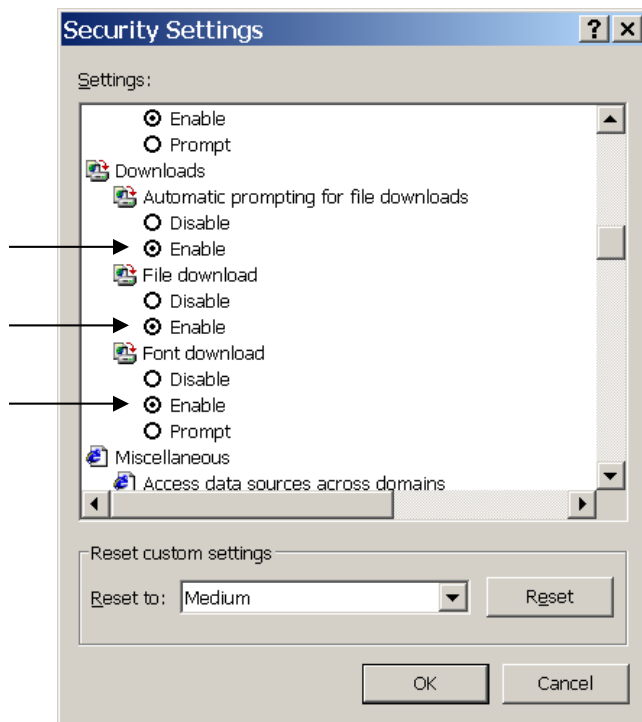 Security Settings
Settings:
Enable
Prompt
Downloads
Automatic prompting for file downloads
Disable
Enable
File download
Disable
Enable
Font download
Disable
Enable
Prompt
Miscellaneous
Access data sources across domains
Reset custom settings
Reset to: Medium Reset
OK Cancel